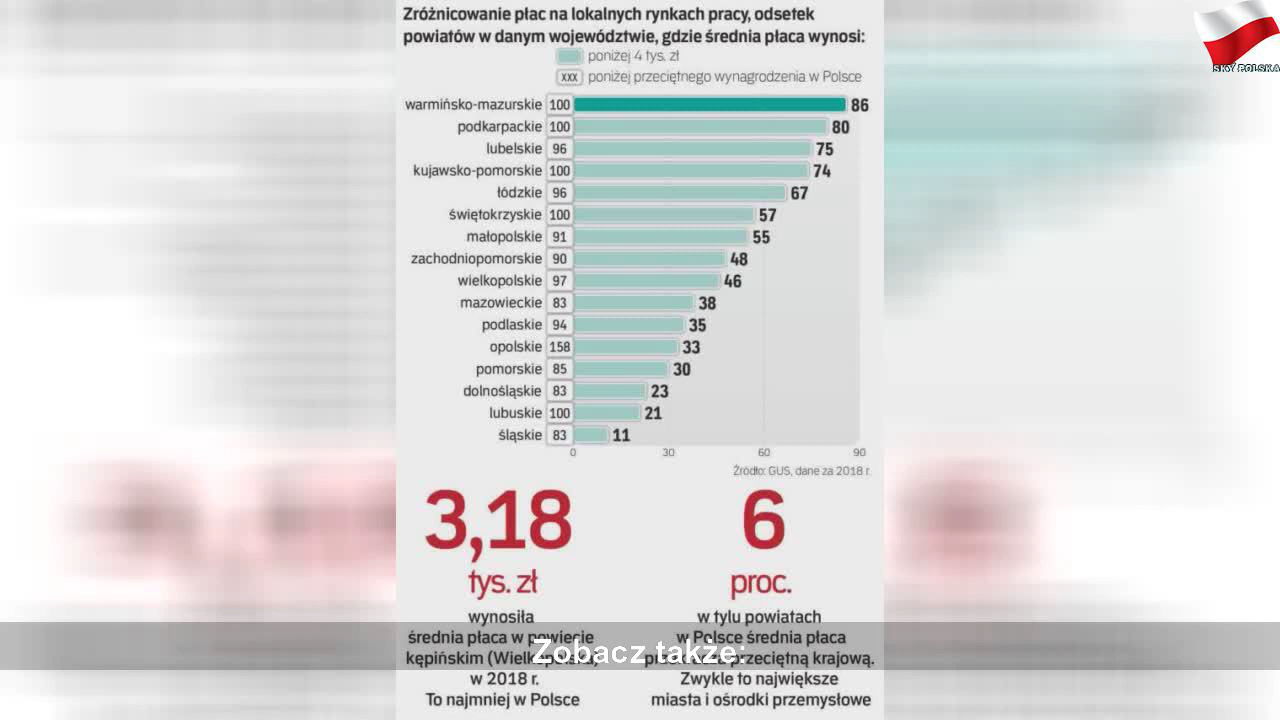 Zróżnicowanie płac na lokalnych rynkach pracy, odsetek
powiatów w danym województwie, gdzie średnia płaca wynosi:
poniżej 4 tys. zł
xxx poniżej przeciętnego wynagrodzenia w Polsce
SKY POLSKA
warmińsko-mazurskie 100 86
podkarpackie 100 80
lubelskie 96 75
kujawsko-pomorskie 100 74
łódzkie 96 67
świętokrzyskie 100 57
małopolskie 91 55
zachodniopomorskie 90 48
wielkopolskie 97 46
mazowieckie 83 38
podlaskie 94 35
opolskie 158 33
pomorskie 85 30
dolnośląskie 83 23
lubuskie 100 21
śląskie 83 11
0 30 60 90
Źródło: GUS, dane za 2018 r.
3,18
tys. zł
wynosiła
średnia płaca w powiecie
kępińskim
w 2018 r.
To najmniej w Polsce
6
proc.
w tylu powiatach
w Polsce średnia płaca
przeciętną krajową.
Zwykle to największe
miasta i ośrodki przemysłowe
Zobacz także: